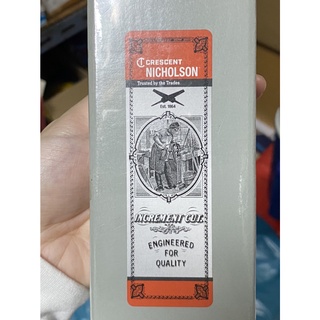 CRESCENT
NICHOLSON
Trusted by the Trades
Est. 1864
INCREMENT CUT.
ENGINEERED
FOR
QUALITY